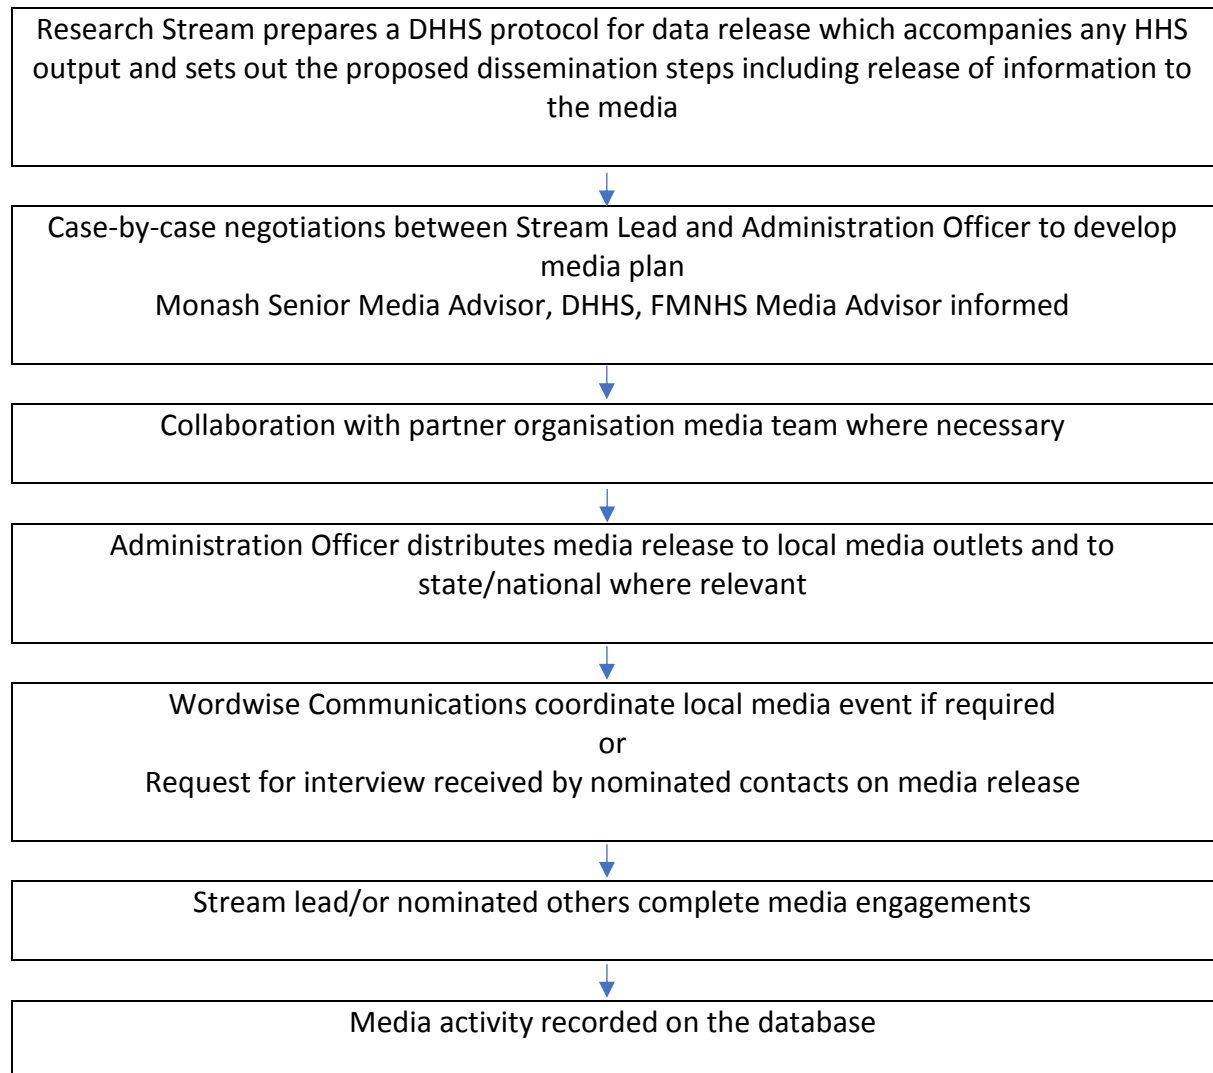 Research Stream prepares a DHHS protocol for data release which accompanies any HHS
output and sets out the proposed dissemination steps including release of information to
the media
Case-by-case negotiations between Stream Lead and Administration Officer to develop
media plan
Monash Senior Media Advisor, DHHS, FMNHS Media Advisor informed
Collaboration with partner organisation media team where necessary
Administration Officer distributes media release to local media outlets and to
state/national where relevant
Wordwise Communications coordinate local media event if required
or
Request for interview received by nominated contacts on media release
Stream lead/or nominated others complete media engagements
Media activity recorded on the database